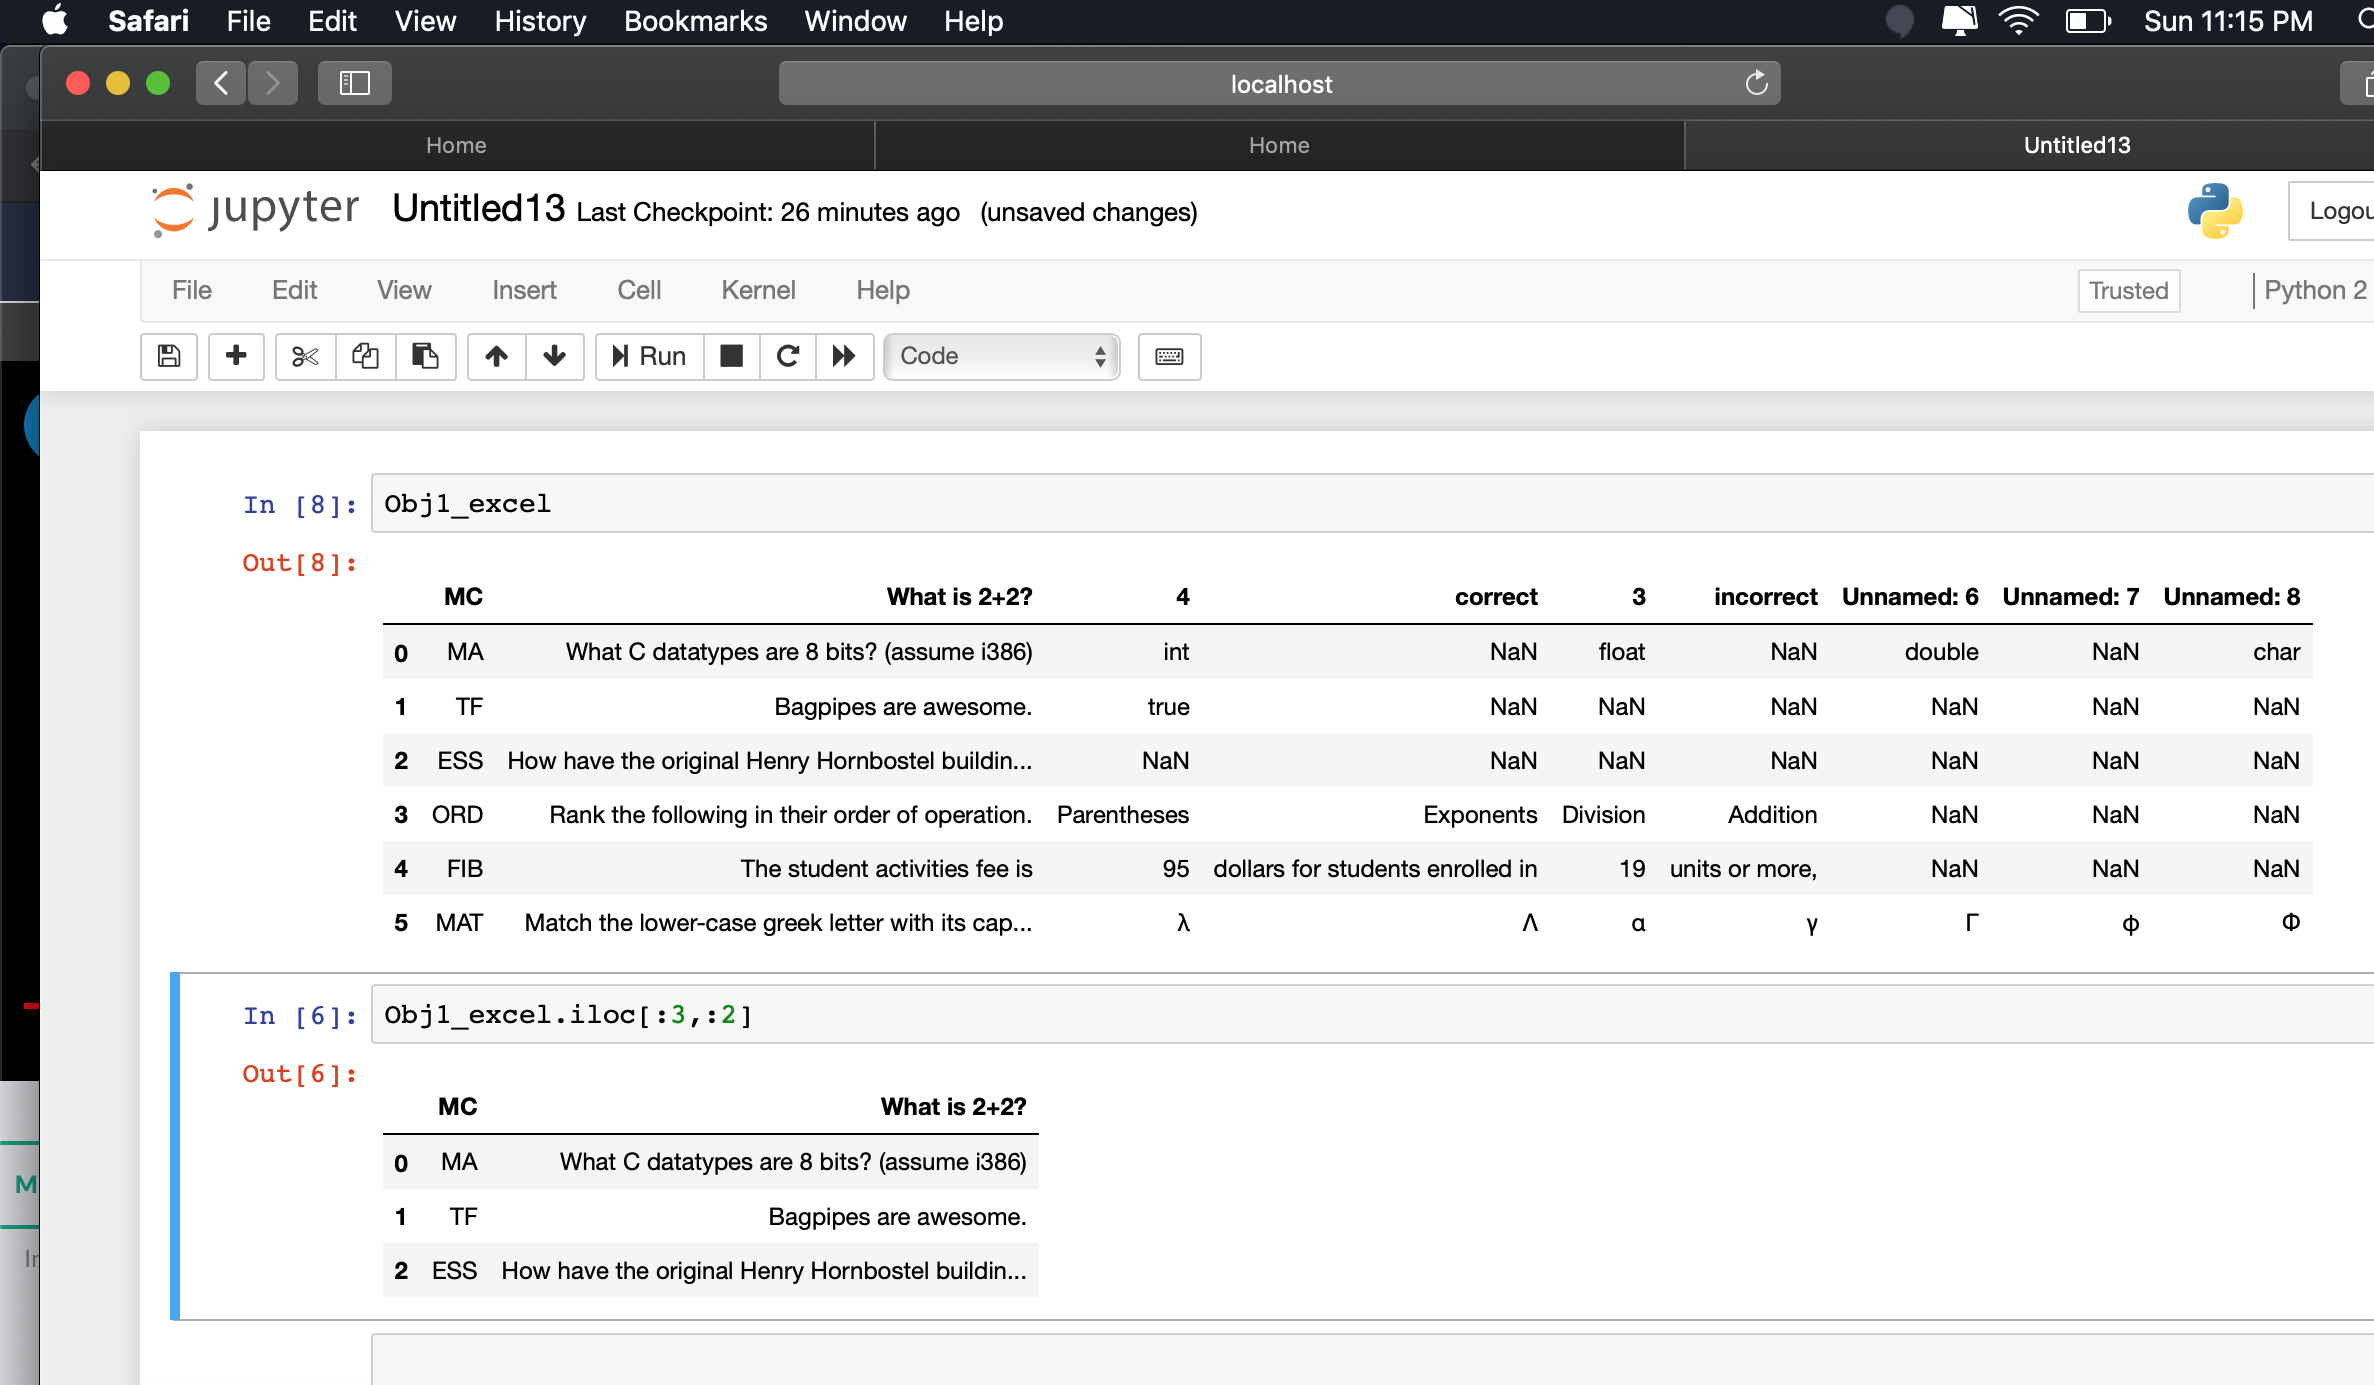 Safari File Edit View History Bookmarks Window Help Sun 11:15 PM
localhost
Home Home Untitled13
jupyter Untitled13 Last Checkpoint: 26 minutes ago (unsaved changes)
Logou
File Edit View Insert Cell Kernel Help Trusted Python 2
Run Code
In [8]: Obj1_excel
Out[8]:
MC What is 2+2? 4 correct 3 incorrect Unnamed: 6 Unnamed: 7 Unnamed: 8
0 MA What C datatypes are 8 bits? (assume i386) int NaN float NaN double NaN char
1 TF Bagpipes are awesome. true NaN NaN NaN NaN NaN NaN
2 ESS How have the original Henry Hornbostel buildin... NaN NaN NaN NaN NaN NaN NaN
3 ORD Rank the following in their order of operation. Parentheses Exponents Division Addition NaN NaN NaN
4 FIB The student activities fee is 95 dollars for students enrolled in 19 units or more, NaN NaN NaN
5 MAT Match the lower-case greek letter with its cap... λ Λ α γ Γ φ Φ
In [6]: Obj1_excel.iloc[:3,:2]
Out[6]:
MC What is 2+2?
0 MA What C datatypes are 8 bits? (assume i386)
1 TF Bagpipes are awesome.
2 ESS How have the original Henry Hornbostel buildin...